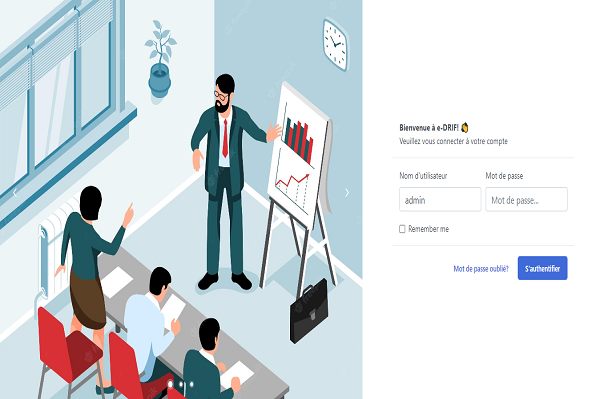 Bienvenue à e-DRIF! 👏
Veuillez vous connecter à votre compte
Nom d'utilisateur
Mot de passe
admin
Mot de passe...
Remember me
Mot de passe oublié?
S'authentifier